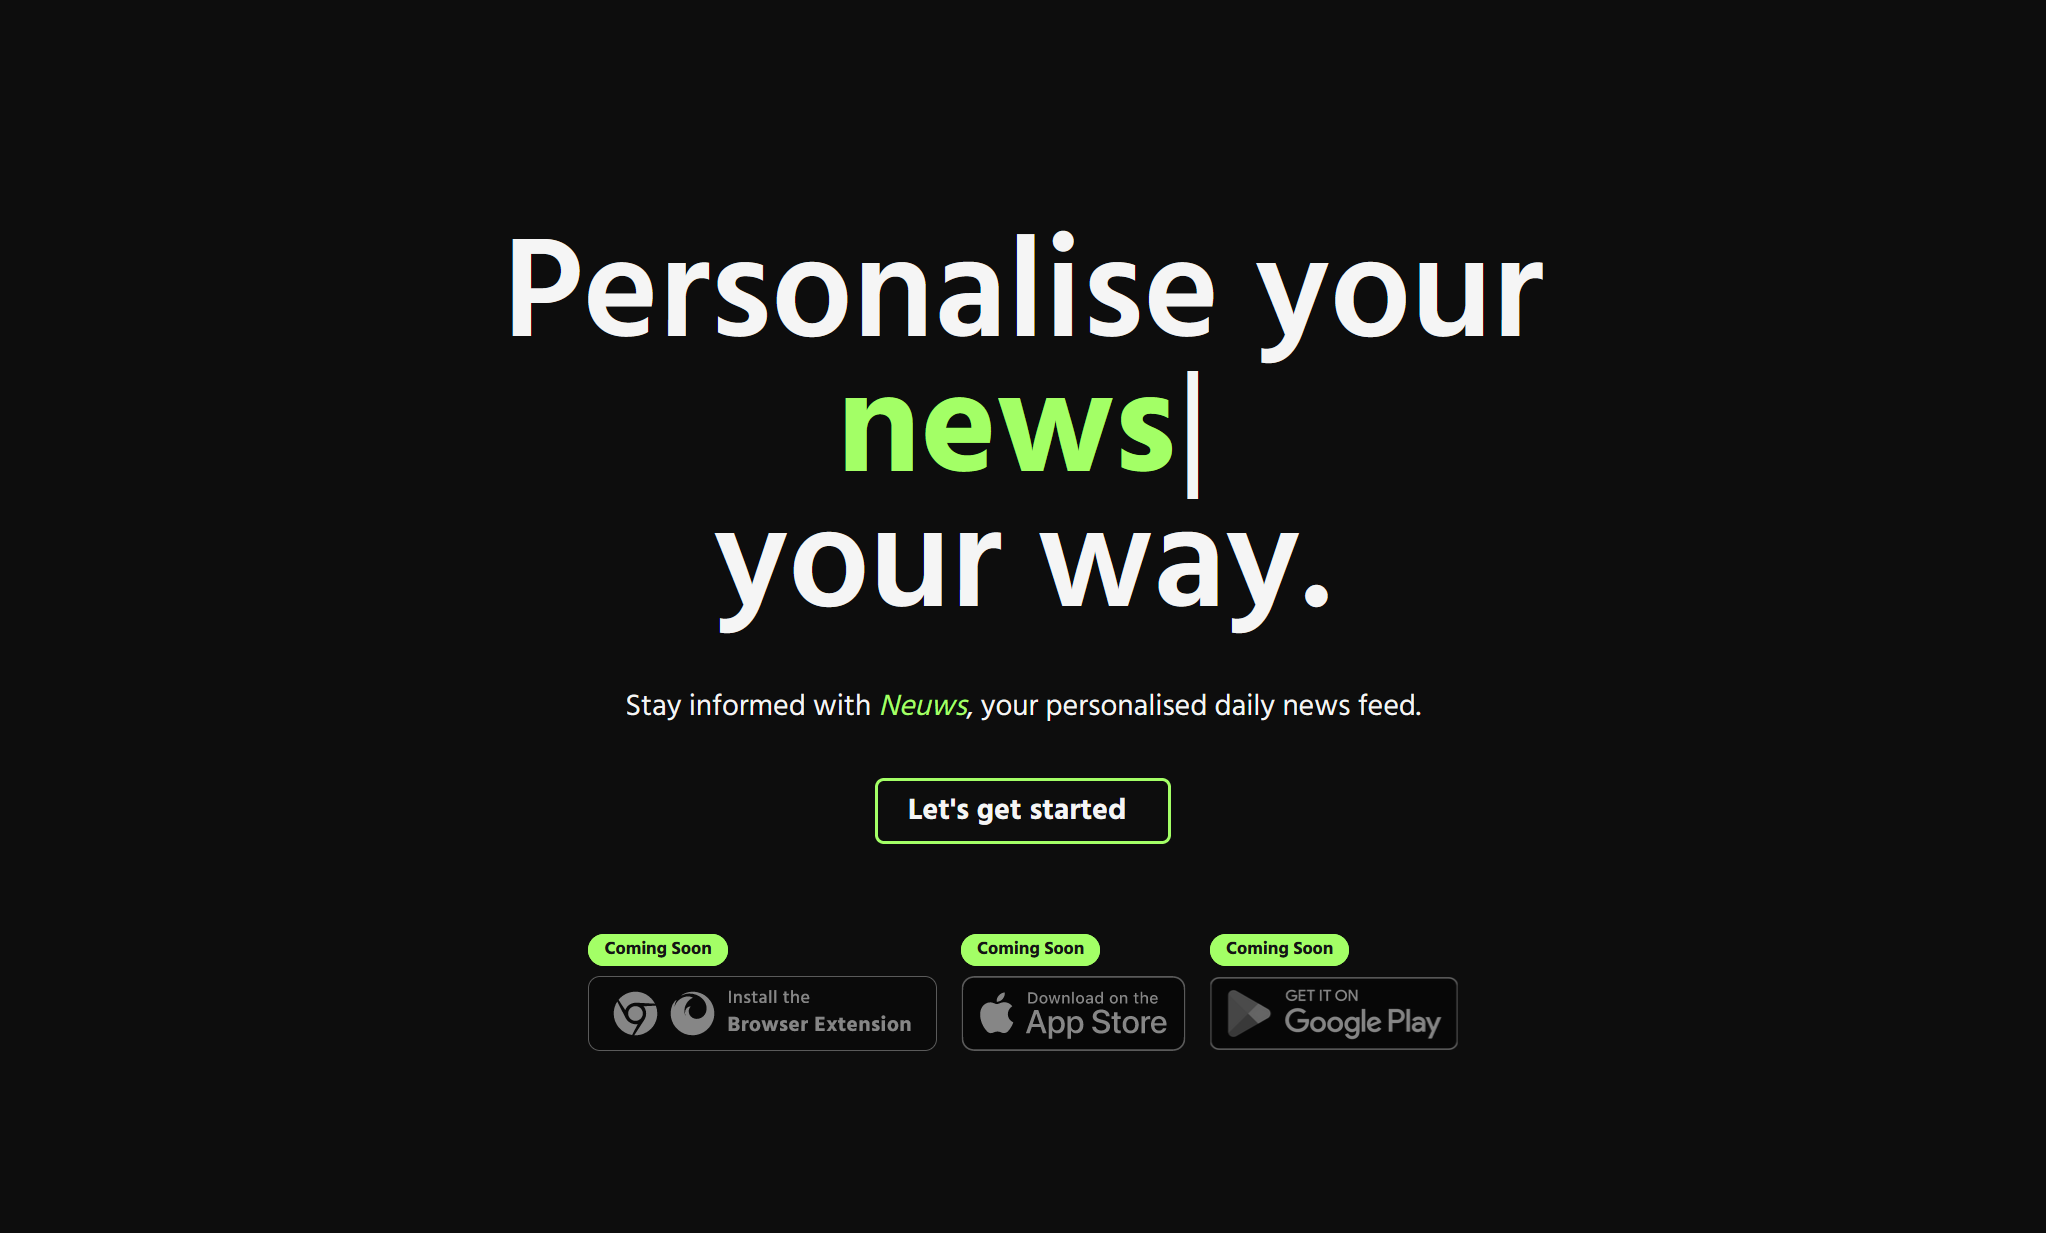 Personalise your
news
your way.
Stay informed with Neuws, your personalised daily news feed.
Let's get started
Coming Soon
Install the
Browser Extension
Coming Soon
Download on the
App Store
Coming Soon
GET IT ON
Google Play